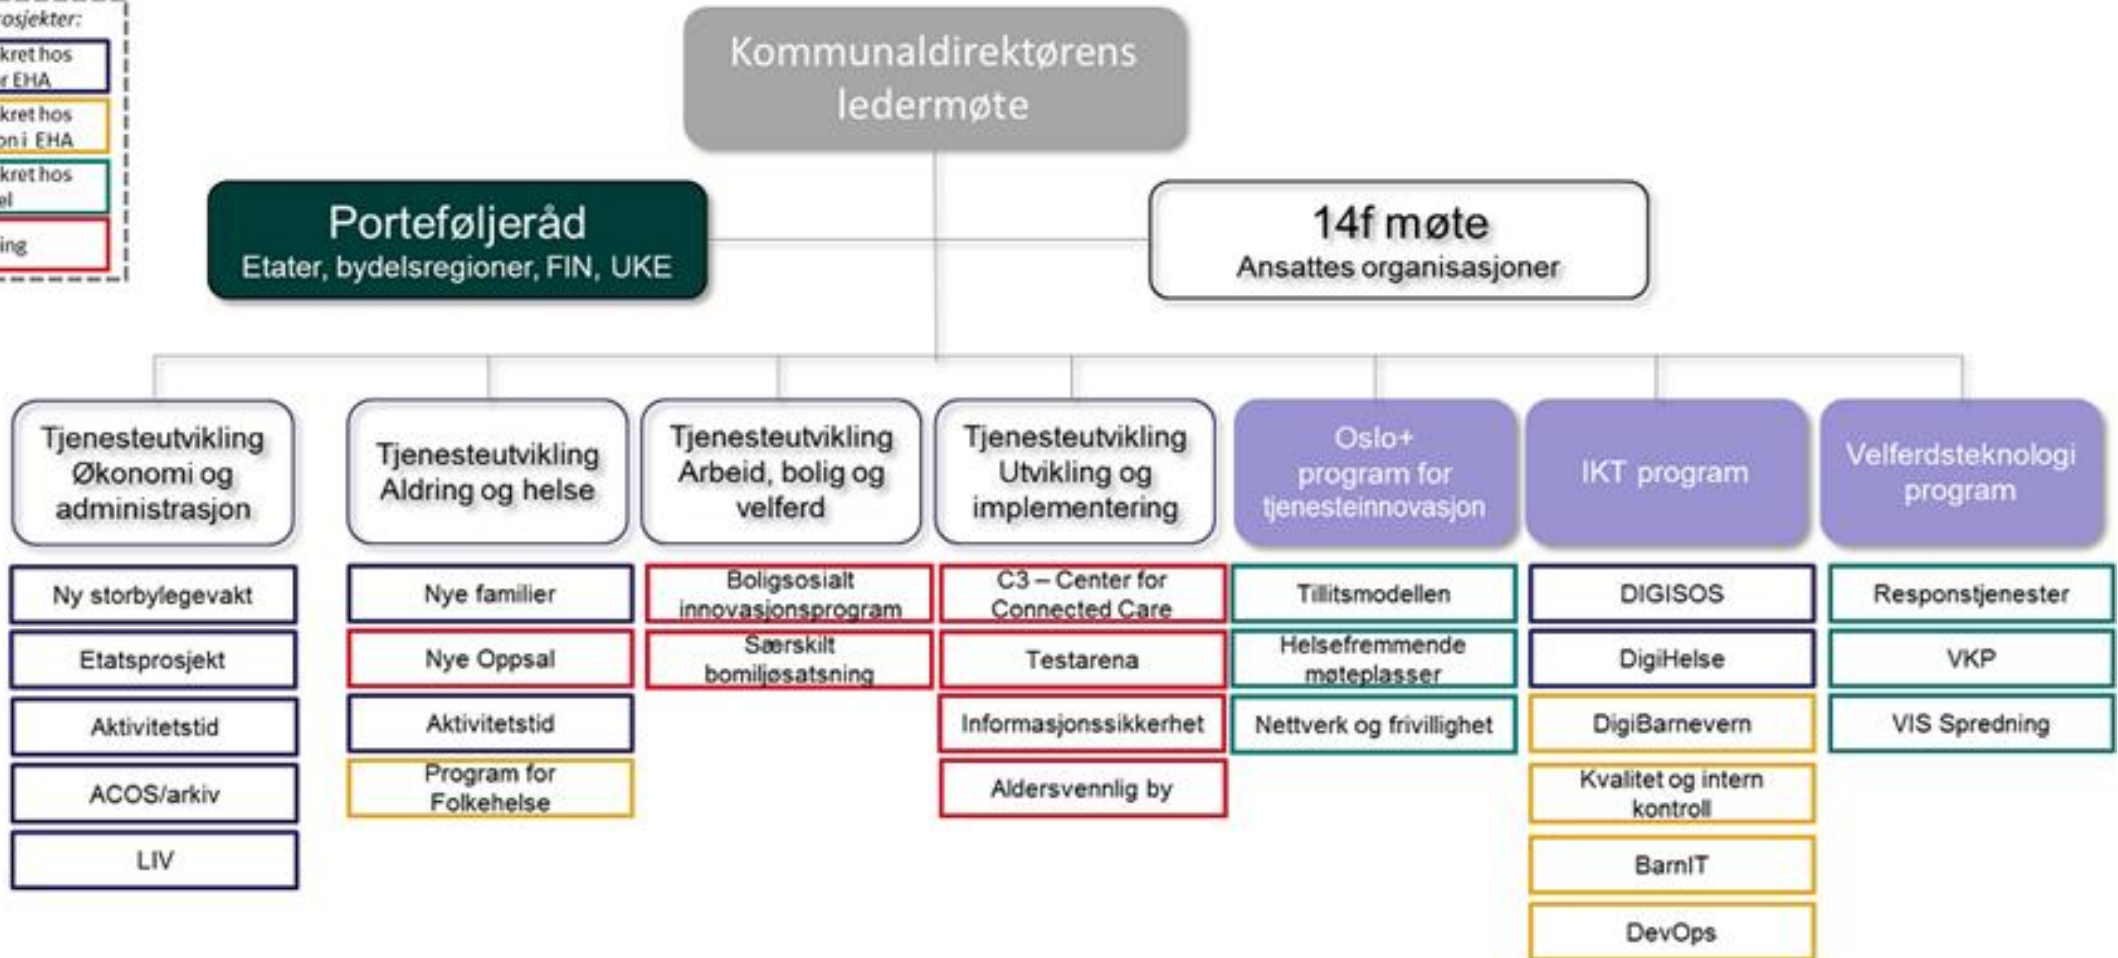 osjekter:
kret hos
r EHA
kret hos
on i EHA
kret hos
el
ing
Kommunaldirektørens
ledermøte
Porteføljeråd
Etater, bydelsregioner, FIN, UKE
14f møte
Ansattes organisasjoner
Tjenesteutvikling
Økonomi og
administrasjon
Ny storbylegevakt
Etatsprosjekt
Aktivitetstid
ACOS/arkiv
LIV
Tjenesteutvikling
Aldring og helse
Nye familier
Nye Oppsal
Aktivitetstid
Program for
Folkehelse
Tjenesteutvikling
Arbeid, bolig og
velferd
Boligsosialt
innovasjonsprogram
Særskilt
bomiljøsatsning
Tjenesteutvikling
Utvikling og
implementering
C3 – Center for
Connected Care
Testarena
Informasjonssikkerhet
Aldersvennlig by
Oslo+
program for
tjenesteinnovasjon
Tillitsmodellen
Helsefremmende
møteplasser
Nettverk og frivillighet
IKT program
DIGISOS
DigiHelse
DigiBarnevern
Kvalitet og intern
kontroll
BarnIT
DevOps
Velferdsteknologi
program
Responstjenester
VKP
VIS Spredning